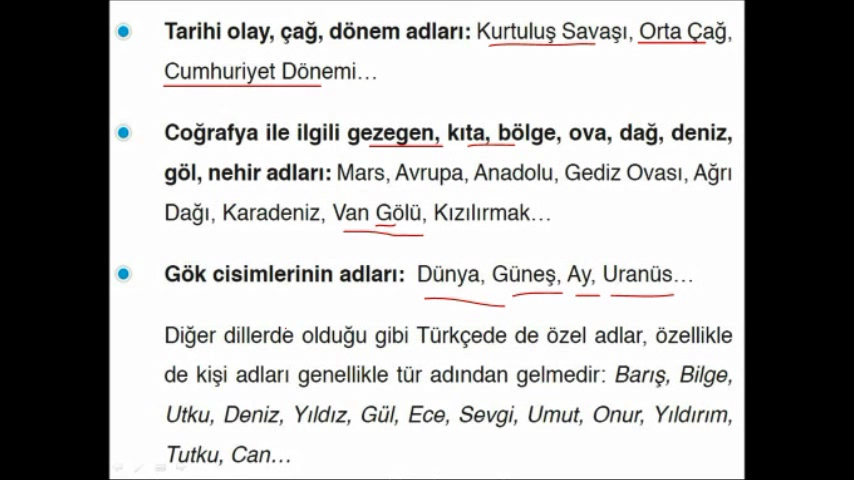 Tarihi olay, çağ, dönem adları: Kurtuluş Savaşı, Orta Çağ,
Cumhuriyet Dönemi...
Coğrafya ile ilgili gezegen, kıta, bölge, ova, dağ, deniz,
göl, nehir adları: Mars, Avrupa, Anadolu, Gediz Ovası, Ağrı
Dağı, Karadeniz, Van Gölü, Kızılırmak...
Gök cisimlerinin adları: Dünya, Güneş, Ay, Uranüs...
Diğer dillerde olduğu gibi Türkçede de özel adlar, özellikle
de kişi adları genellikle tür adından gelmedir: Barış, Bilge,
Utku, Deniz, Yıldız, Gül, Ece, Sevgi, Umut, Onur, Yıldırım,
Tutku, Can...